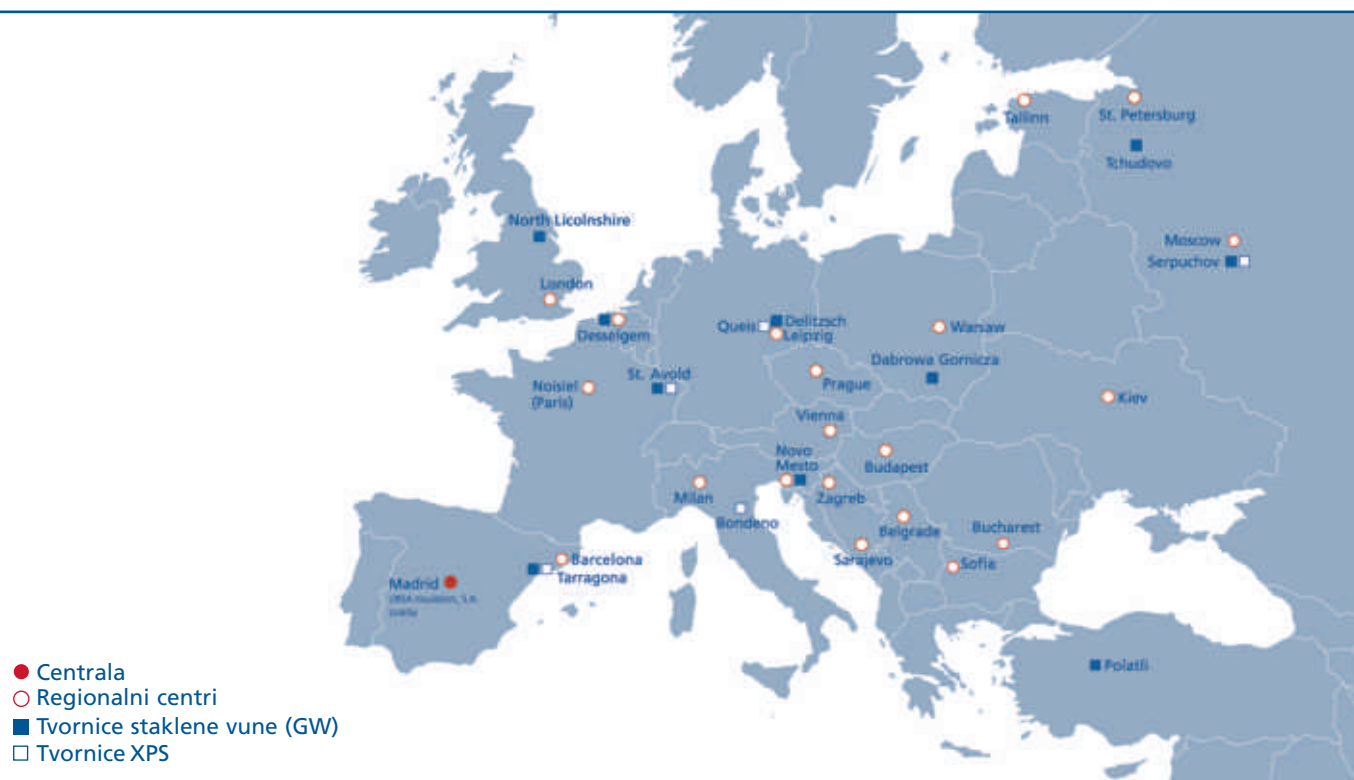 Tallinn
St. Petersburg
Tchudovo
North Licolnshire
Moscow
Serpuchov
London
Desselgem
Queis
Delitzsch
Leipzig
Warsaw
Dabrowa Gornicza
St. Avold
Noisiel
(Paris)
Prague
Kiev
Vienna
Novo
Mesto
Budapest
Milan
Zagreb
Bondeno
Belgrade
Bucharest
Sarajevo
Sofia
Barcelona
Tarragona
Madrid
Polatli
Centrala
Regionalni centri
Tvornice staklene vune (GW)
Tvornice XPS